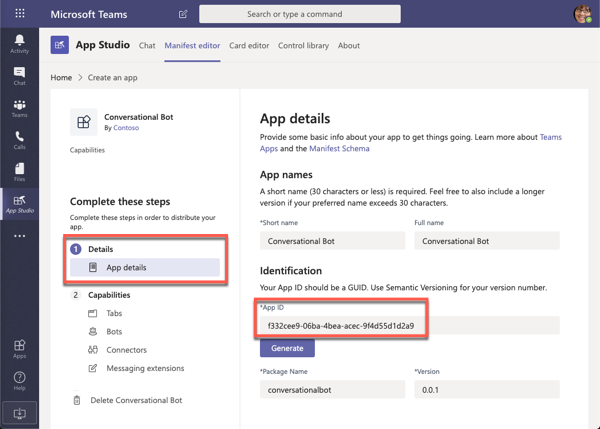 Microsoft Teams
Search or type a command
Activity
Chat
Teams
Calls
Files
App Studio
Apps
Help
App Studio
Chat
Manifest editor
Card editor
Control library
About
Home > Create an app
Conversational Bot
By Contoso
Capabilities
Complete these steps
Complete these steps in order to distribute your
app.
1 Details
App details
2 Capabilities
Tabs
Bots
Connectors
Messaging extensions
Delete Conversational Bot
App details
Provide some basic info about your app to get things going. Learn more about Teams
Apps and the Manifest Schema
App names
A short name (30 characters or less) is required. Feel free to also include a longer
version if your preferred name exceeds 30 characters.
*Short name
Full name
Conversational Bot
Conversational Bot
Identification
Your App ID should be a GUID. Use Semantic Versioning for your version number.
*App ID
f332cee9-06ba-4bea-acec-9f4d55d1d2a9
Generate
*Package Name
*Version
conversationalbot
0.0.1